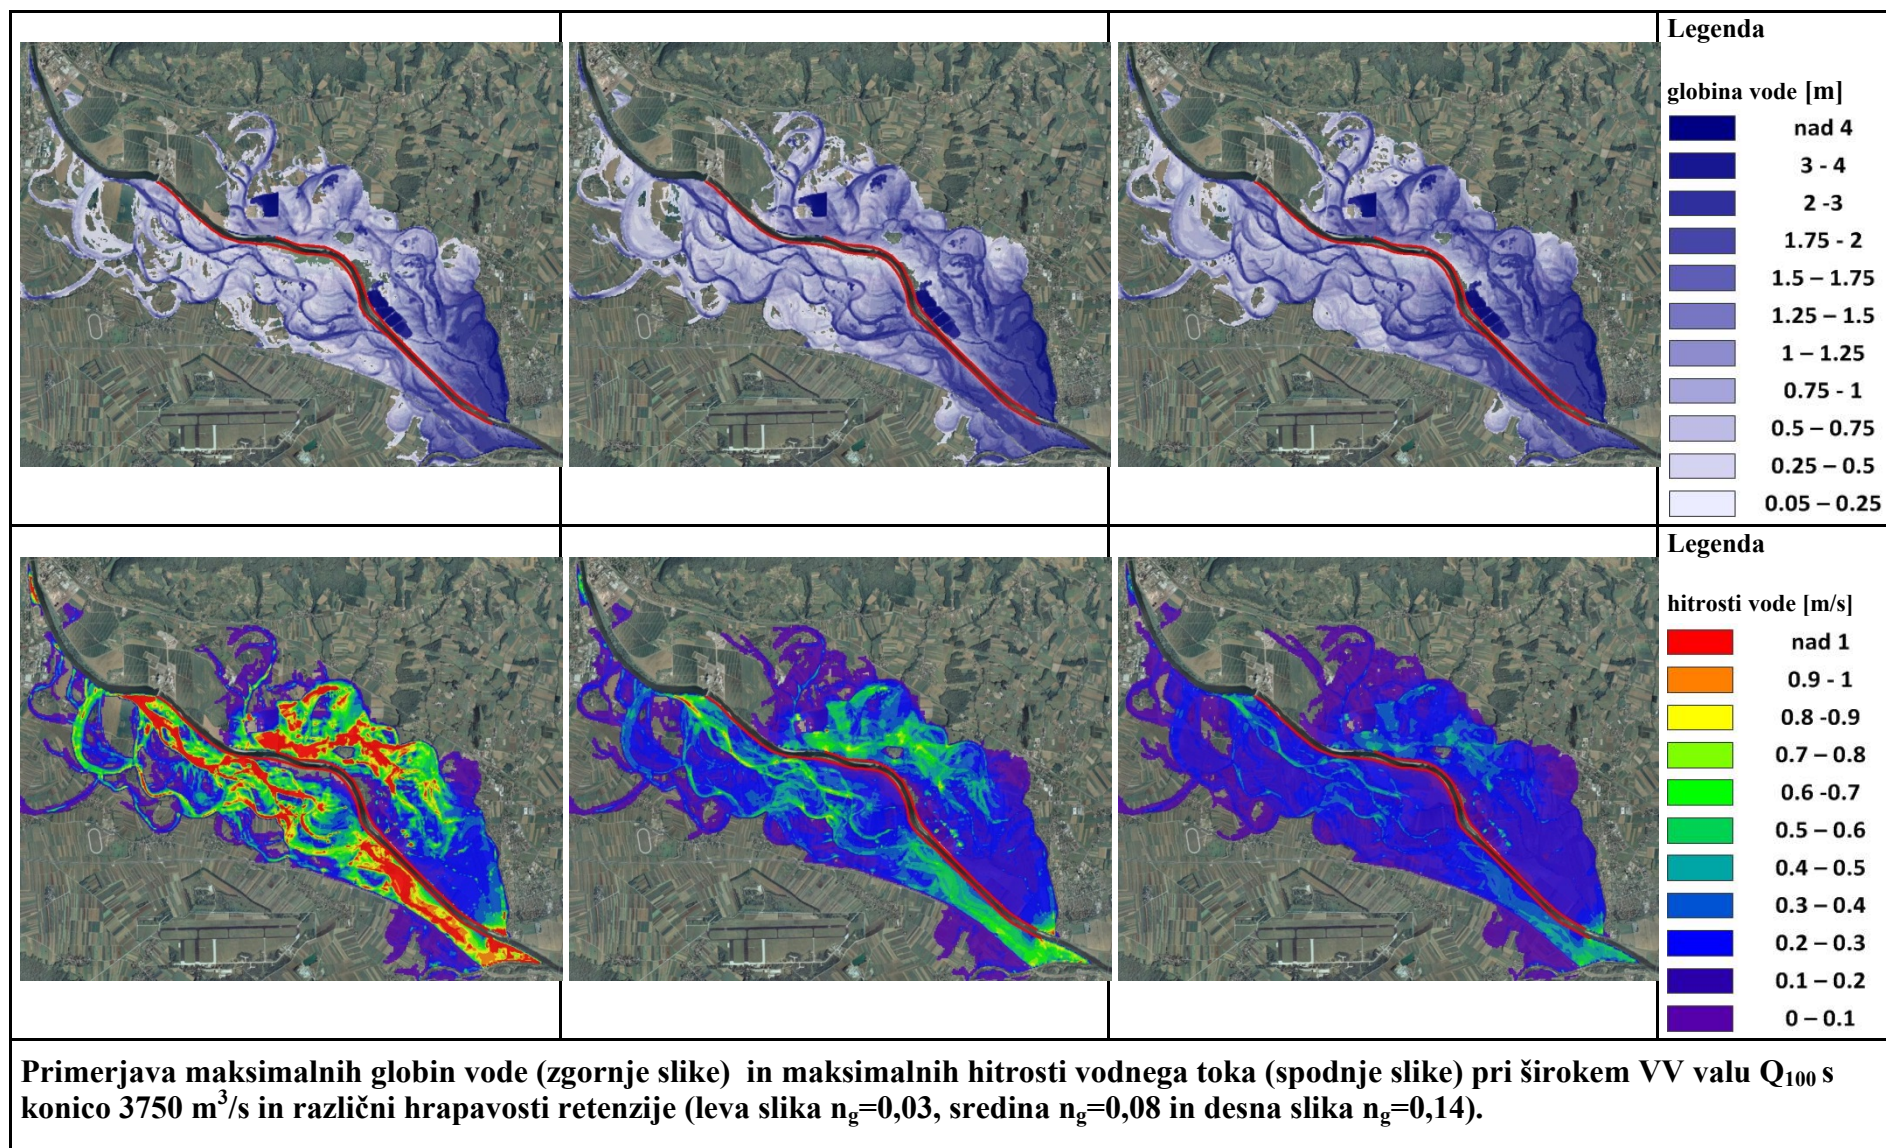 Legenda
globina vode [m]
nad 4
3 - 4
2 -3
1.75 - 2
1.5 – 1.75
1.25 – 1.5
1 – 1.25
0.75 - 1
0.5 – 0.75
0.25 – 0.5
0.05 – 0.25
Legenda
hitrosti vode [m/s]
nad 1
0.9 - 1
0.8 -0.9
0.7 – 0.8
0.6 -0.7
0.5 – 0.6
0.4 – 0.5
0.3 – 0.4
0.2 – 0.3
0.1 – 0.2
0 – 0.1
Primerjava maksimalnih globin vode (zgornje slike) in maksimalnih hitrosti vodnega toka (spodnje slike) pri širokem VV valu Q100 s
konico 3750 m³/s in različni hrapavosti retenzije (leva slika ng=0,03, sredina ng=0,08 in desna slika ng=0,14).